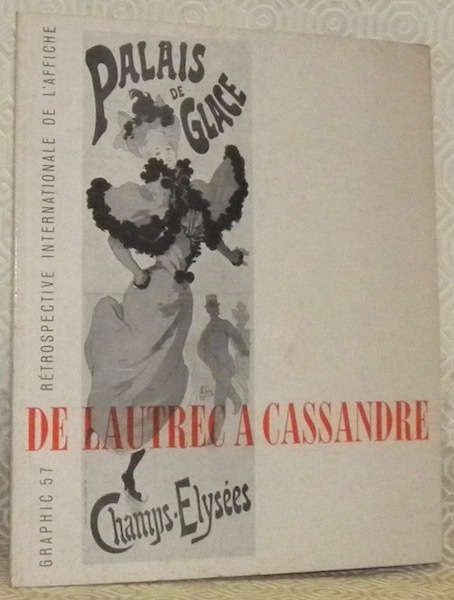 GRAPHIC 57 RÉTROSPECTIVE INTERNATIONALE DE L'AFFICHE
PALAIS
DE
GLACE
DE LAUTREC A CASSANDRE
Champs-Elysées